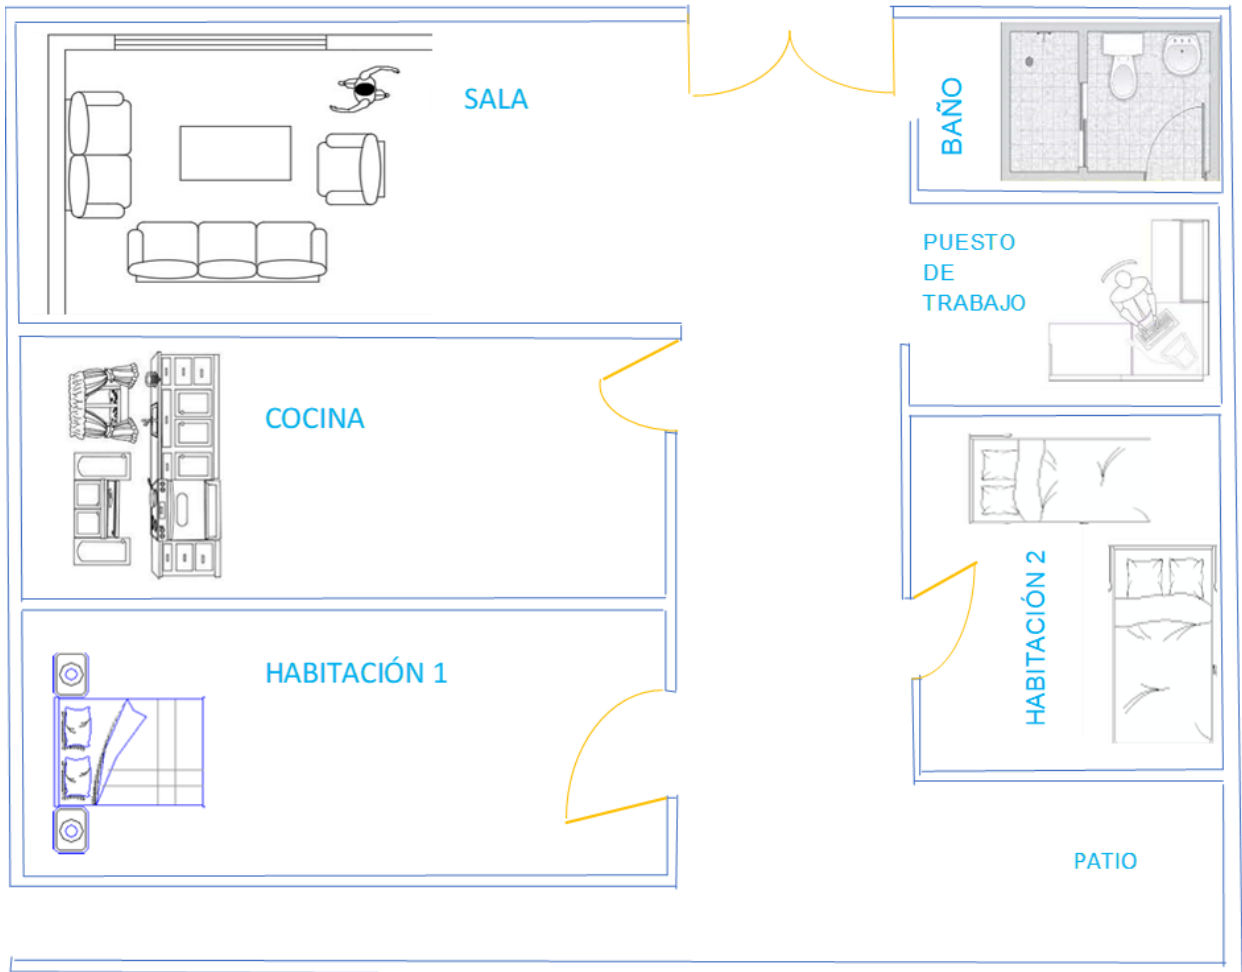 SALA
BAÑO
PUESTO
DE
TRABAJO
COCINA
HABITACIÓN 2
HABITACIÓN 1
PATIO